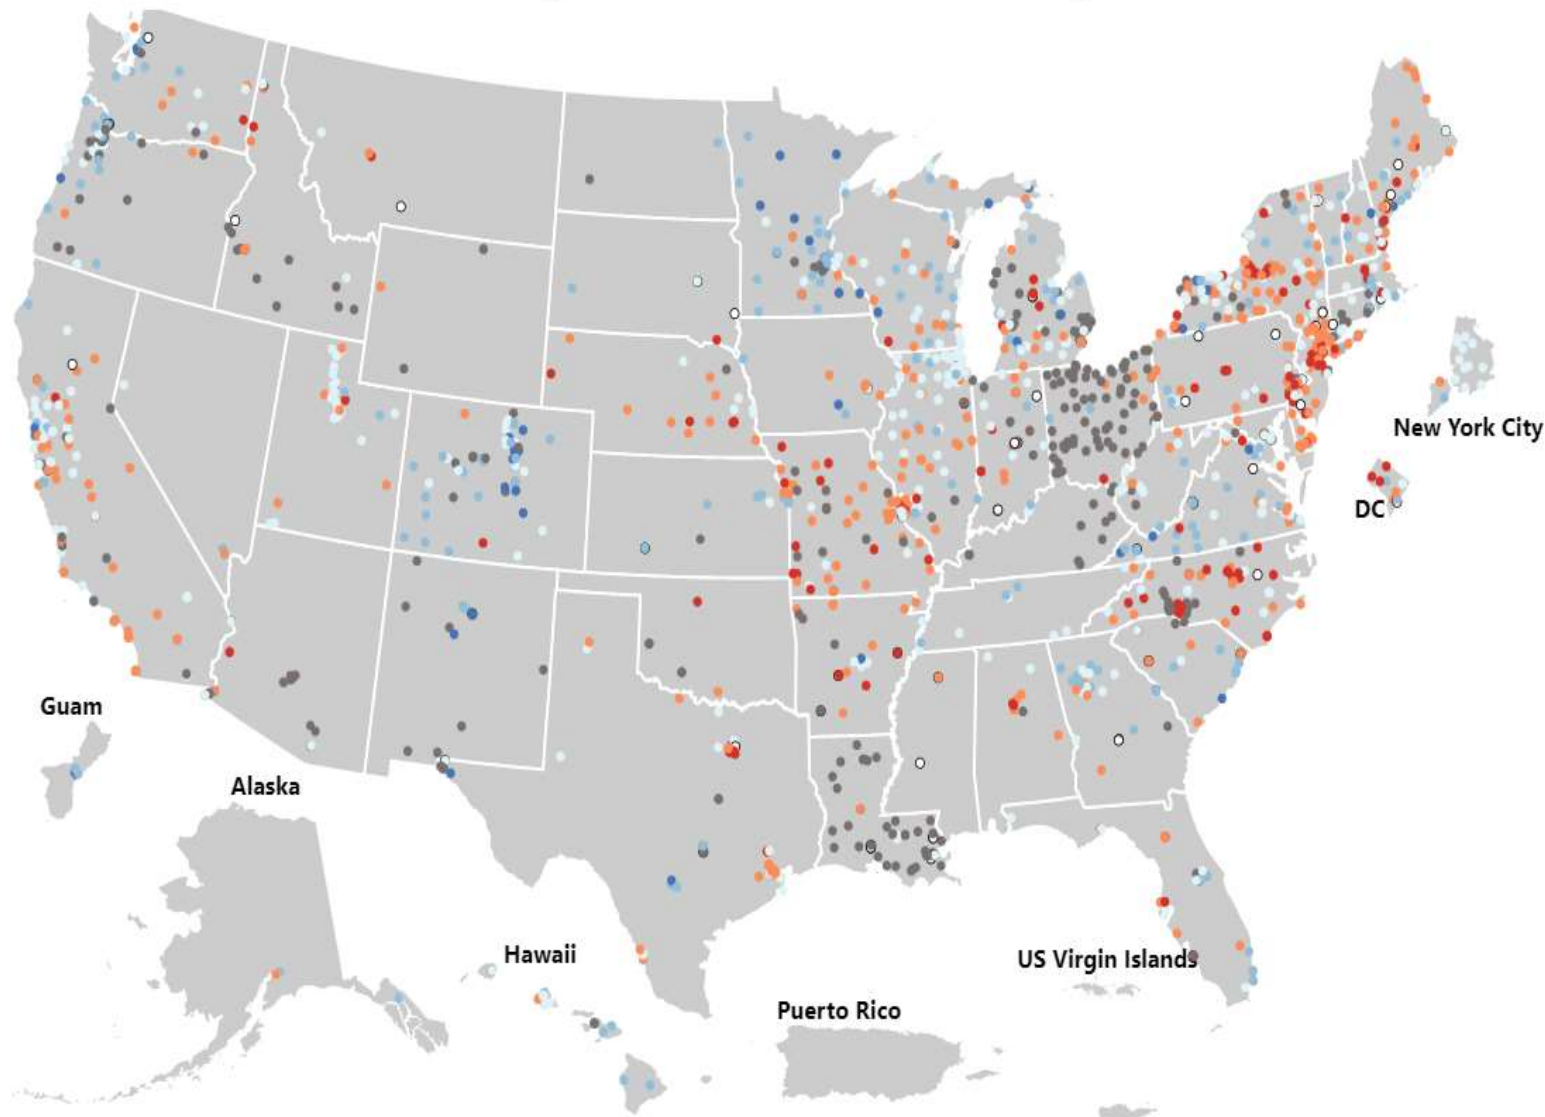 New York City
DC
Guam
Alaska
Hawaii
US Virgin Islands
Puerto Rico